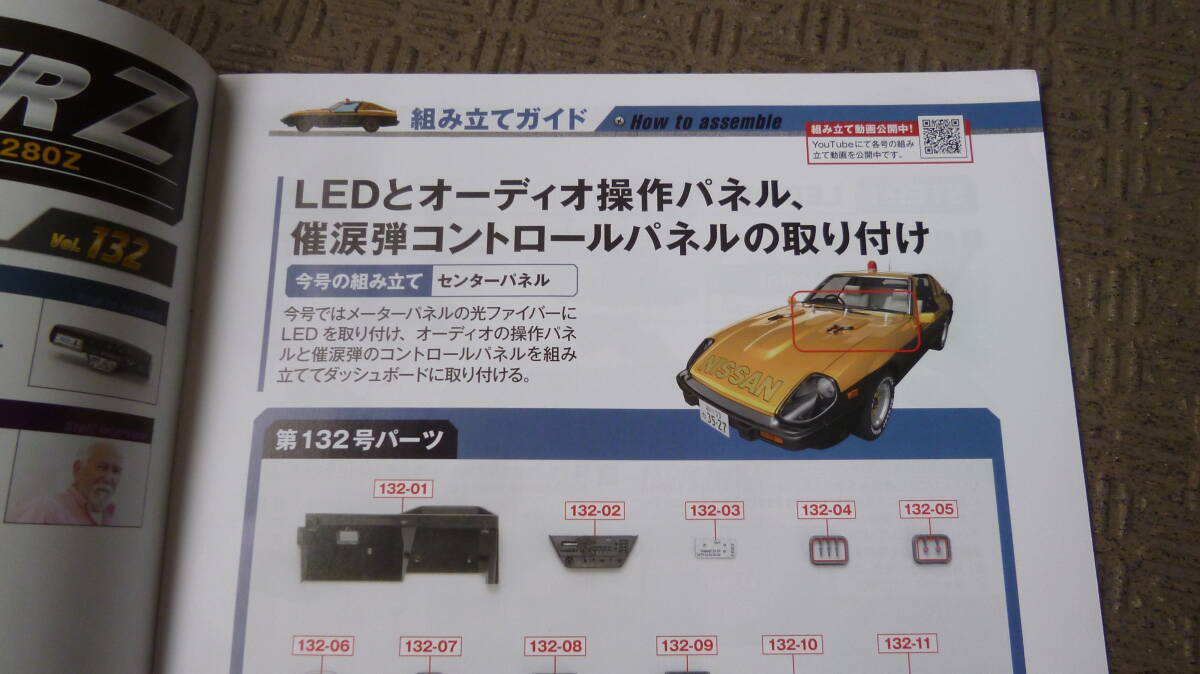 TR Z
280Z
Vol. 132
組み立てガイド
How to assemble
組み立て動画公開中!
YouTubeにて各号の組み
立て動画を公開中です。
LEDとオーディオ操作パネル、
催涙弾コントロールパネルの取り付け
今号の組み立て センターパネル
今号ではメーターパネルの光ファイバーに
LEDを取り付け、オーディオの操作パネ
ルと催涙弾のコントロールパネルを組み
立ててダッシュボードに取り付ける。
NISSAN
35-27
第132号パーツ
132-01
132-02
132-03
132-04
132-05
132-06
132-07
132-08
132-09
132-10
132-11